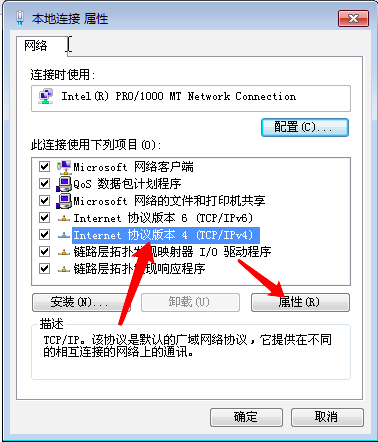 本地连接 属性
网络
连接时使用:
Intel(R) PRO/1000 MT Network Connection
配置(C)...
此连接使用下列项目(O):
Microsoft 网络客户端
QoS 数据包计划程序
Microsoft 网络的文件和打印机共享
Internet 协议版本 6 (TCP/IPv6)
Internet 协议版本 4 (TCP/IPv4)
链路层拓扑发现映射器 I/O 驱动程序
链路层拓扑发现响应程序
安装(N)...
卸载(U)
属性(R)
描述
TCP/IP。该协议是默认的广域网络协议，它提供在不同
的相互连接的网络上的通讯。
确定
取消